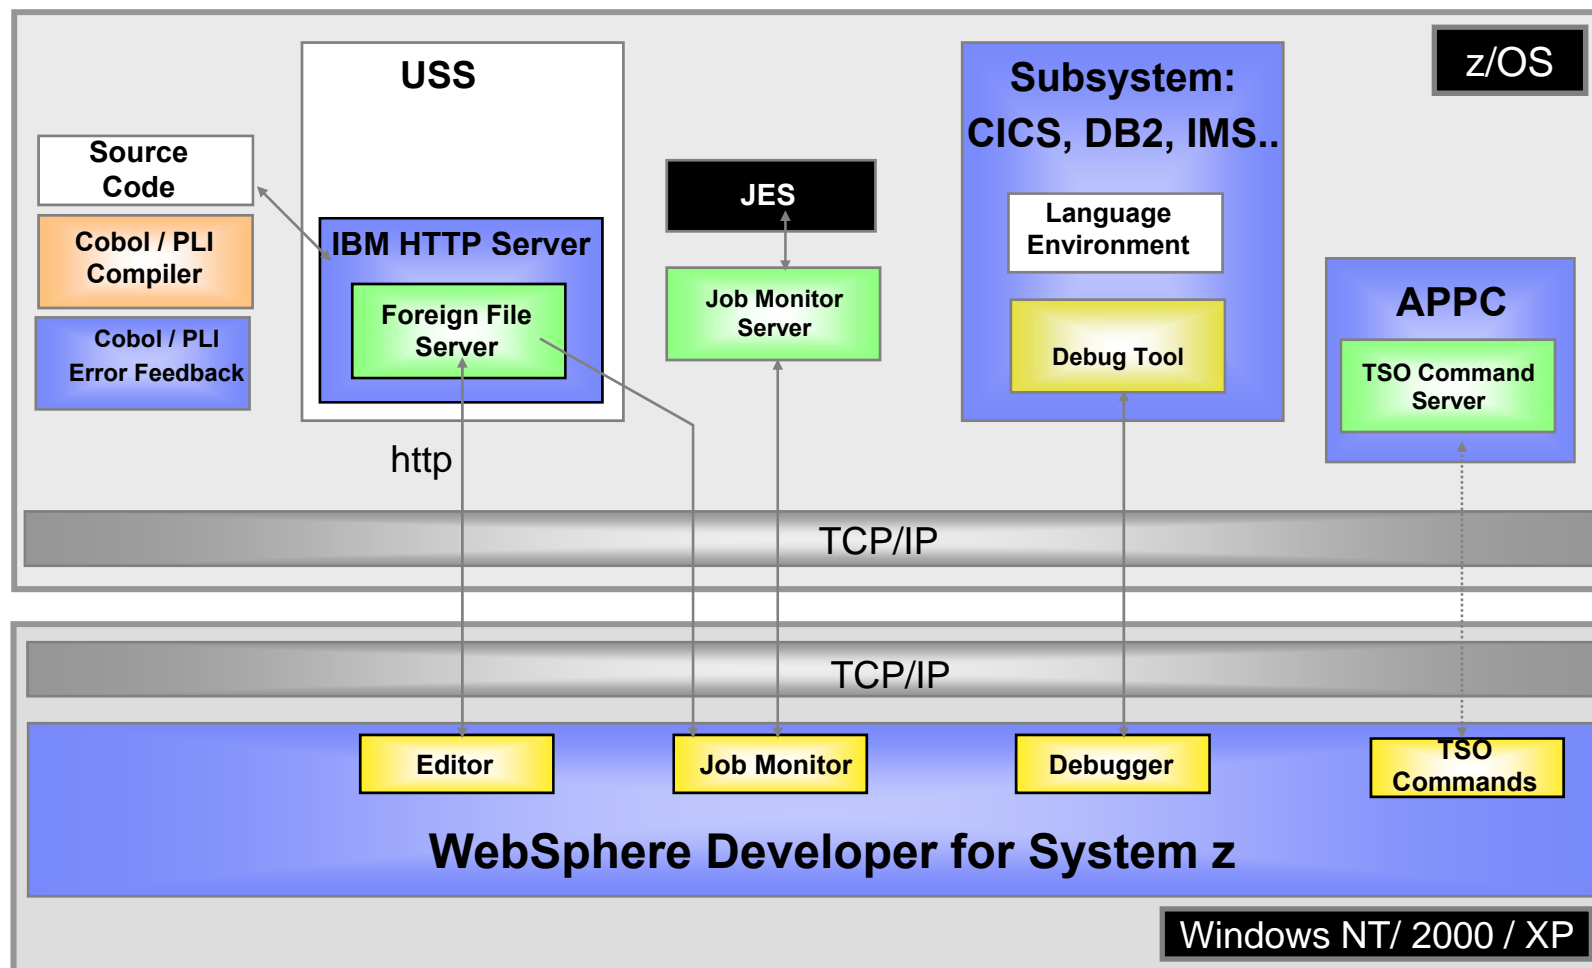 z/OS
USS
Subsystem:
CICS, DB2, IMS..
Source
Code
Cobol / PLI
Compiler
Cobol / PLI
Error Feedback
IBM HTTP Server
Foreign File
Server
JES
Job Monitor
Server
Language
Environment
Debug Tool
APPC
TSO Command
Server
http
TCP/IP
TCP/IP
Editor
Job Monitor
Debugger
TSO
Commands
WebSphere Developer for System z
Windows NT/ 2000 / XP